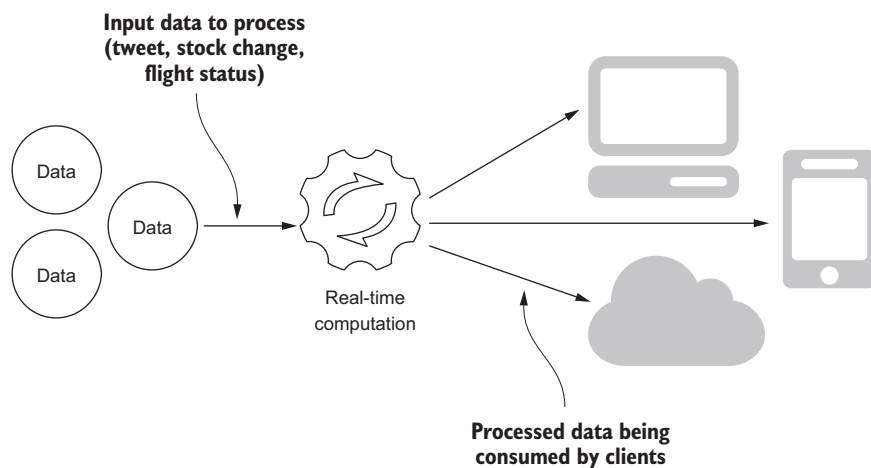 Input data to process
(tweet, stock change,
flight status)
Data
Data
Data
Real-time
computation
Processed data being
consumed by clients